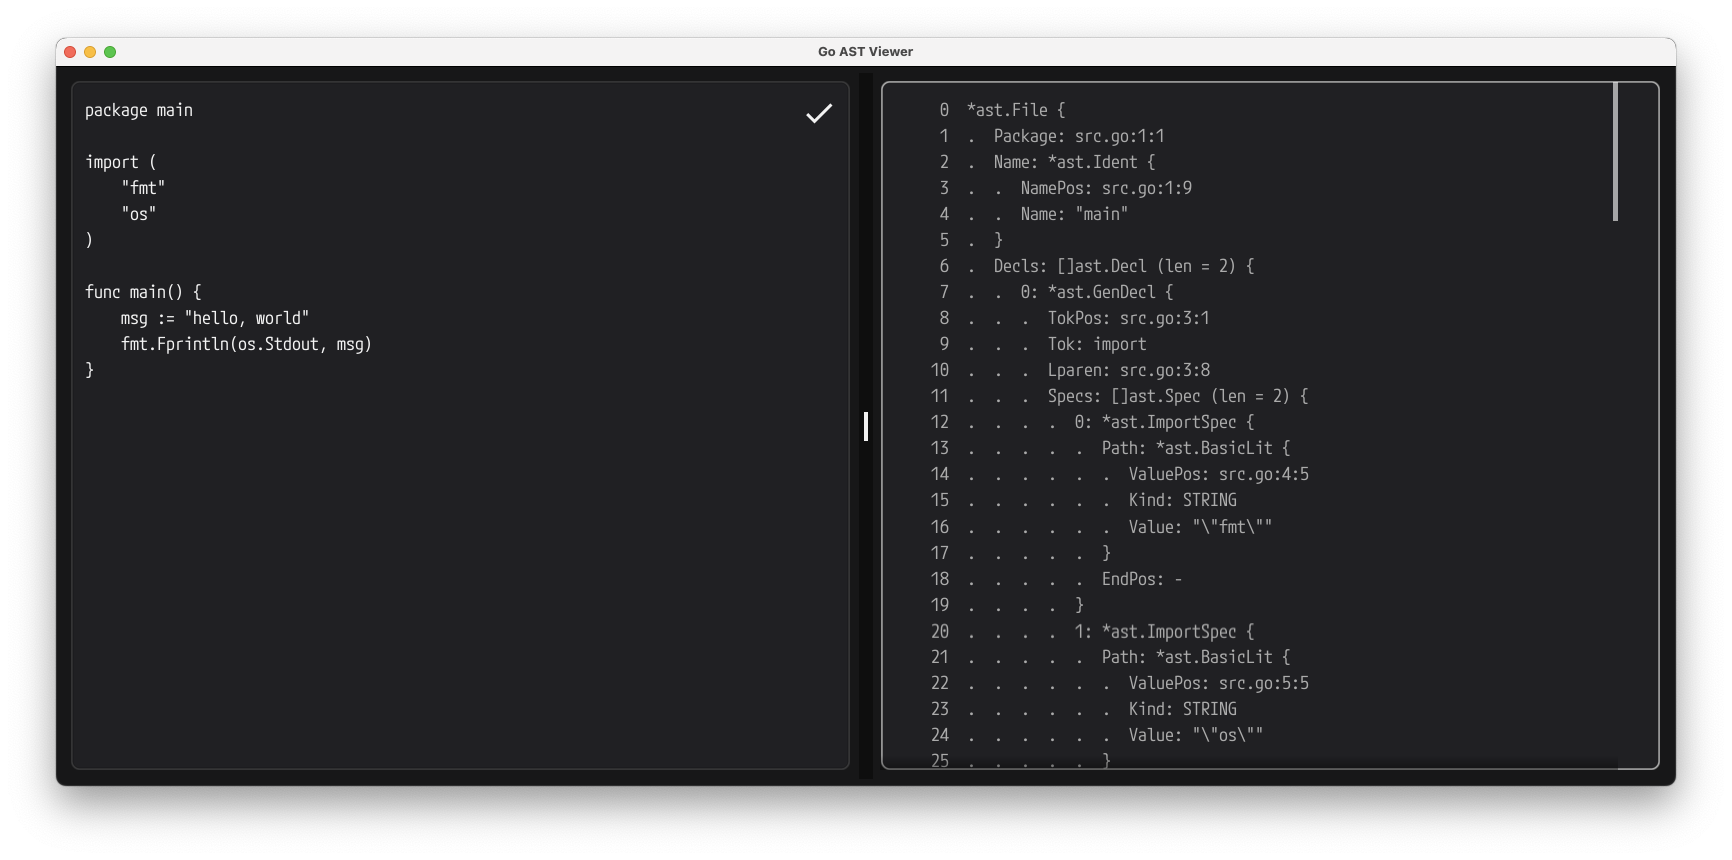 Go AST Viewer
package main
import (
    "fmt"
    "os"
)
func main() {
    msg := "hello, world"
    fmt.Fprintln(os.Stdout, msg)
}
0  *ast.File {
1  .  Package: src.go:1:1
2  .  Name: *ast.Ident {
3  .  .  NamePos: src.go:1:9
4  .  .  Name: "main"
5  .  }
6  .  Decls: []ast.Decl (len = 2) {
7  .  .  0: *ast.GenDecl {
8  .  .  .  TokPos: src.go:3:1
9  .  .  .  Tok: import
10  .  .  .  Lparen: src.go:3:8
11  .  .  .  Specs: []ast.Spec (len = 2) {
12  .  .  .  .  0: *ast.ImportSpec {
13  .  .  .  .  .  Path: *ast.BasicLit {
14  .  .  .  .  .  .  ValuePos: src.go:4:5
15  .  .  .  .  .  .  Kind: STRING
16  .  .  .  .  .  .  Value: "\"fmt\""
17  .  .  .  .  .  }
18  .  .  .  .  .  EndPos: -
19  .  .  .  .  }
20  .  .  .  .  1: *ast.ImportSpec {
21  .  .  .  .  .  Path: *ast.BasicLit {
22  .  .  .  .  .  .  ValuePos: src.go:5:5
23  .  .  .  .  .  .  Kind: STRING
24  .  .  .  .  .  .  Value: "\"os\""
25  .  .  .  .  .  }